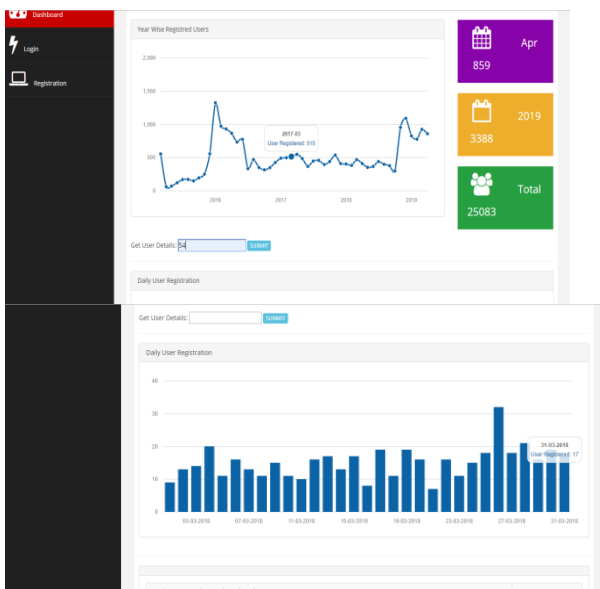 Dashboard
Login
Registration
Year Wise Registred Users
2,000
1,500
1,000
500
0
2017-03
User Registered: 515
2016
2017
2018
2019
Apr
859
2019
3388
Total
25083
Get User Details: 54
SUBMIT
Daily User Registration
Get User Details:
SUBMIT
Daily User Registration
40
30
20
10
0
31-03-2018
User Registered: 17
03-03-2018
07-03-2018
11-03-2018
15-03-2018
19-03-2018
23-03-2018
27-03-2018
31-03-2018